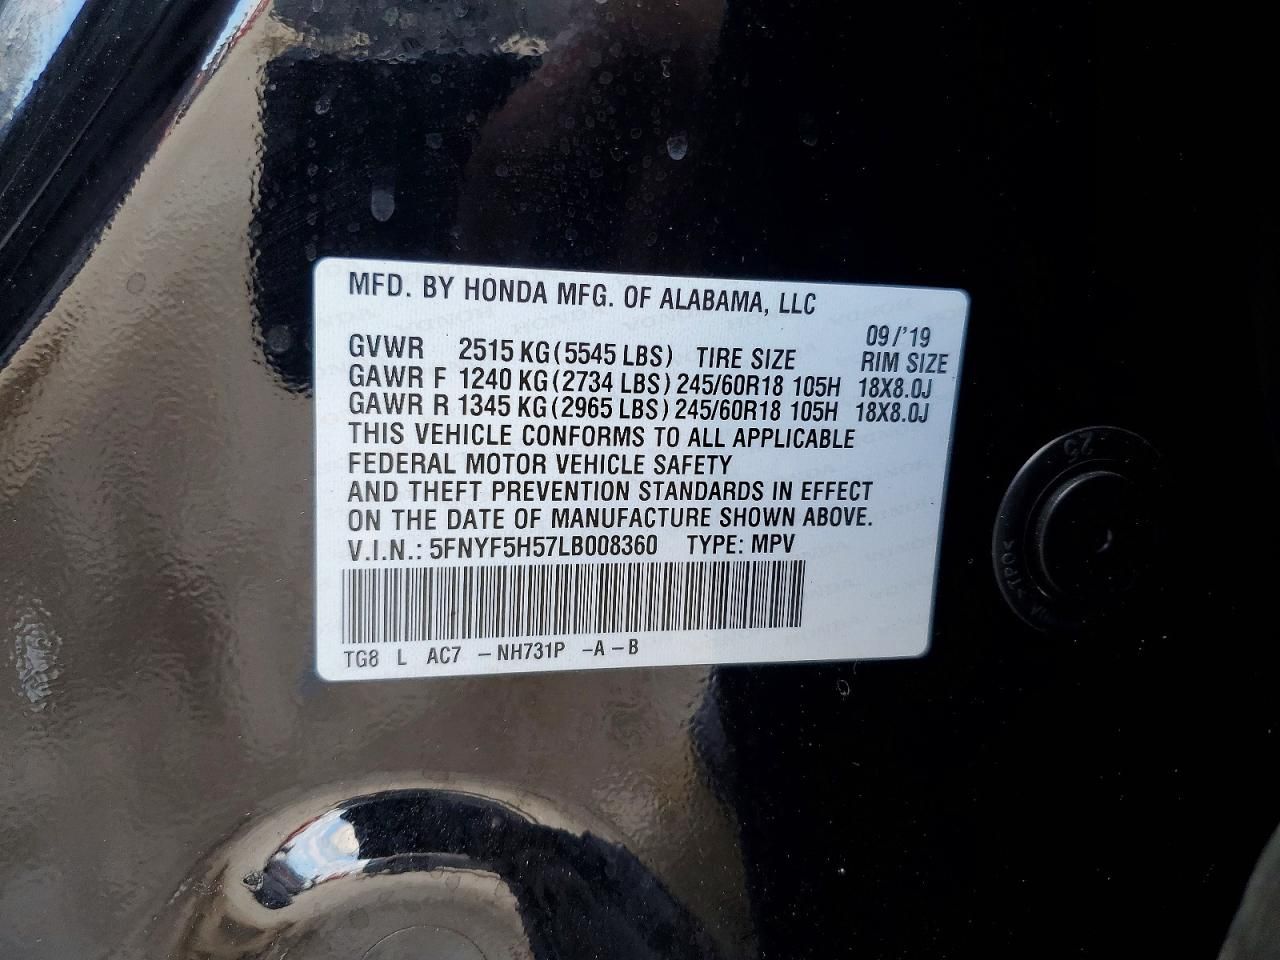 MFD. BY HONDA MFG. OF ALABAMA, LLC
09/'19
GVWR 2515 KG (5545 LBS) TIRE SIZE RIM SIZE
GAWR F 1240 KG (2734 LBS) 245/60R18 105H 18X8.0J
GAWR R 1345 KG (2965 LBS) 245/60R18 105H 18X8.0J
THIS VEHICLE CONFORMS TO ALL APPLICABLE
FEDERAL MOTOR VEHICLE SAFETY
AND THEFT PREVENTION STANDARDS IN EFFECT
ON THE DATE OF MANUFACTURE SHOWN ABOVE.
V.I.N.: 5FNYF5H57LB008360 TYPE: MPV
TG8 L AC7 - NH731P - A - B
23